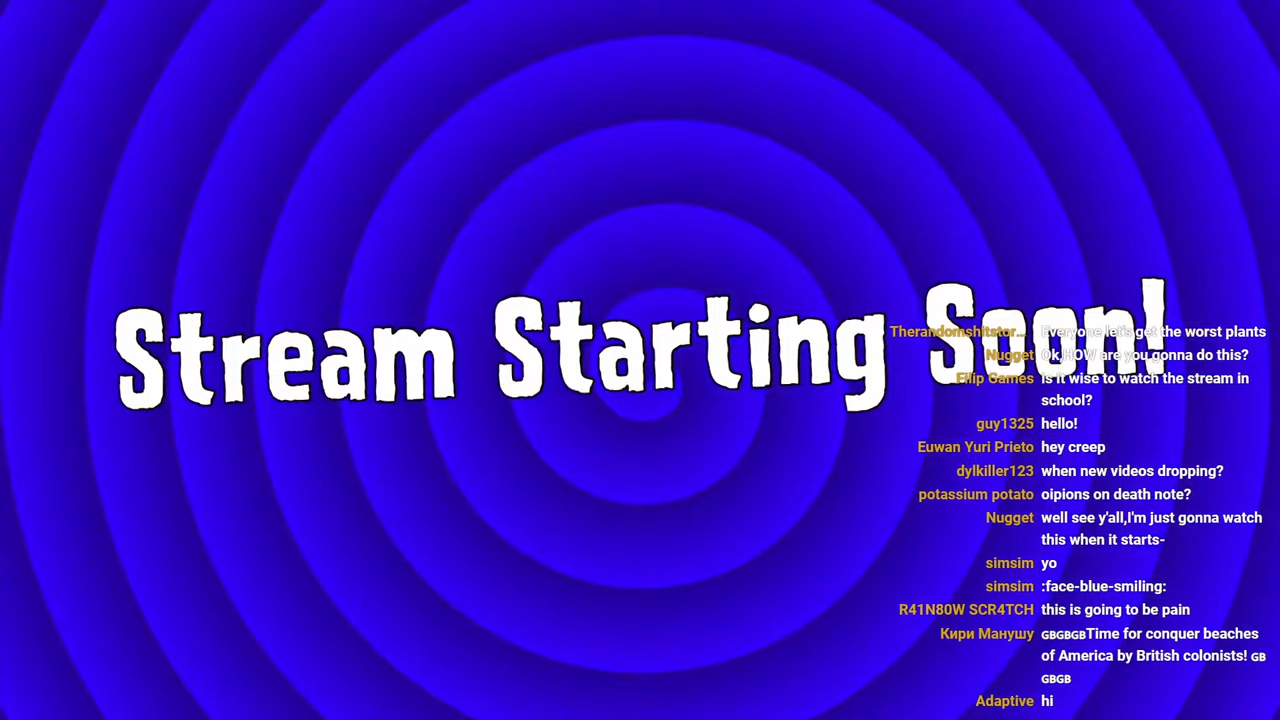 Stream Starting Soon!
Therandomshitstor... Everyone let's get the worst plants
Nugget Ok,HOW are you gonna do this?
Filip Games is it wise to watch the stream in
school?
guy1325 hello!
Euwan Yuri Prieto hey creep
dylkiller123 when new videos dropping?
potassium potato oipions on death note?
Nugget well see y'all,I'm just gonna watch
this when it starts-
simsim yo
simsim :face-blue-smiling:
R41N80W SCR4TCH this is going to be pain
Кири Манушу GBGBGBTime for conquer beaches
of America by British colonists! GB
GBGB
Adaptive hi